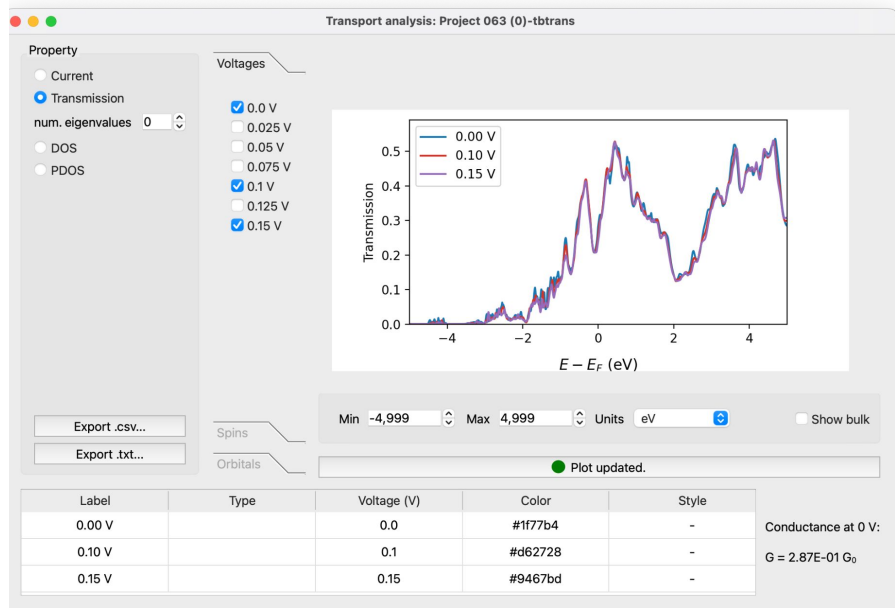 Transport analysis: Project 063 (0)-tbtrans
Property
Current
Transmission
num. eigenvalues 0
DOS
PDOS
Export .csv...
Export .txt...
Voltages
0.0 V
0.025 V
0.05 V
0.075 V
0.1 V
0.125 V
0.15 V
Spins
Orbitals
0.00 V
0.10 V
0.15 V
Transmission
0.5
0.4
0.3
0.2
0.1
0.0
−4 −2 0 2 4
E − E_F (eV)
Min -4,999 Max 4,999 Units eV Show bulk
Plot updated.
Label Type Voltage (V) Color Style
0.00 V 0.0 #1f77b4 -
0.10 V 0.1 #d62728 -
0.15 V 0.15 #9467bd -
Conductance at 0 V:
G = 2.87E-01 G₀